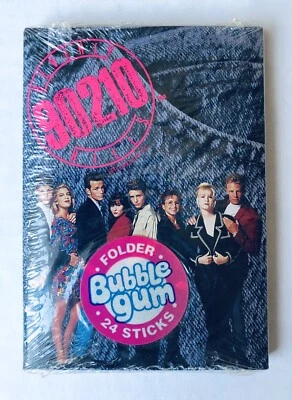 90210
FOLDER
Bubble
gum
24 STICKS